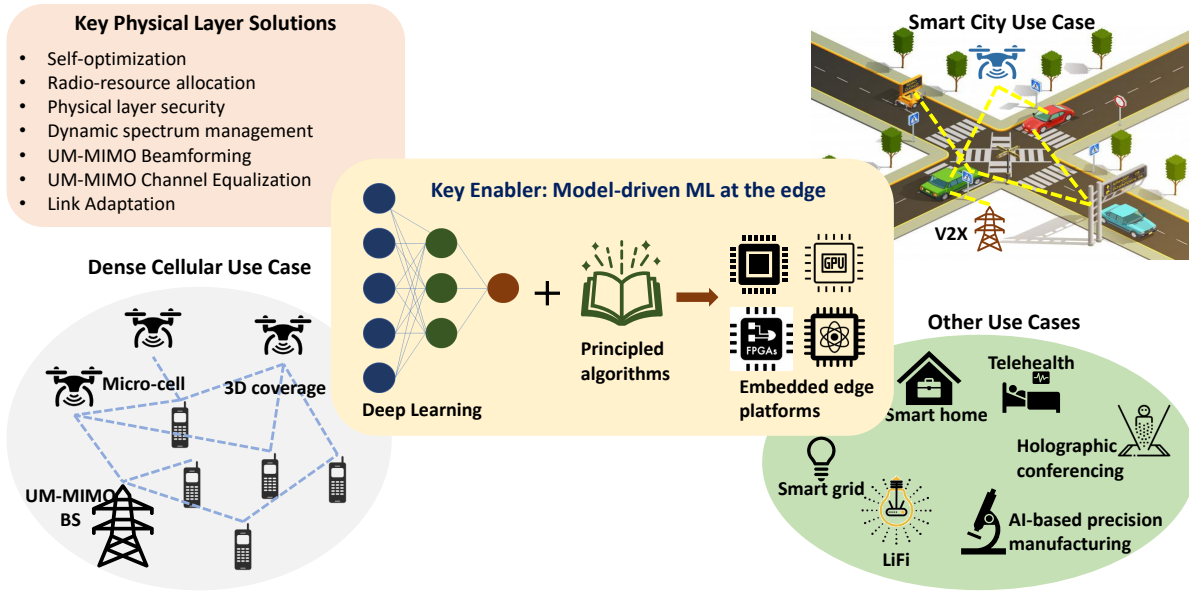 Key Physical Layer Solutions
• Self-optimization
• Radio-resource allocation
• Physical layer security
• Dynamic spectrum management
• UM-MIMO Beamforming
• UM-MIMO Channel Equalization
• Link Adaptation
Smart City Use Case
V2X
Key Enabler: Model-driven ML at the edge
Deep Learning
+
Principled
algorithms
GPU
FPGAs
Embedded edge
platforms
Dense Cellular Use Case
Micro-cell
3D coverage
UM-MIMO
BS
Other Use Cases
Telehealth
Smart home
Holographic
conferencing
Smart grid
LiFi
AI-based precision
manufacturing